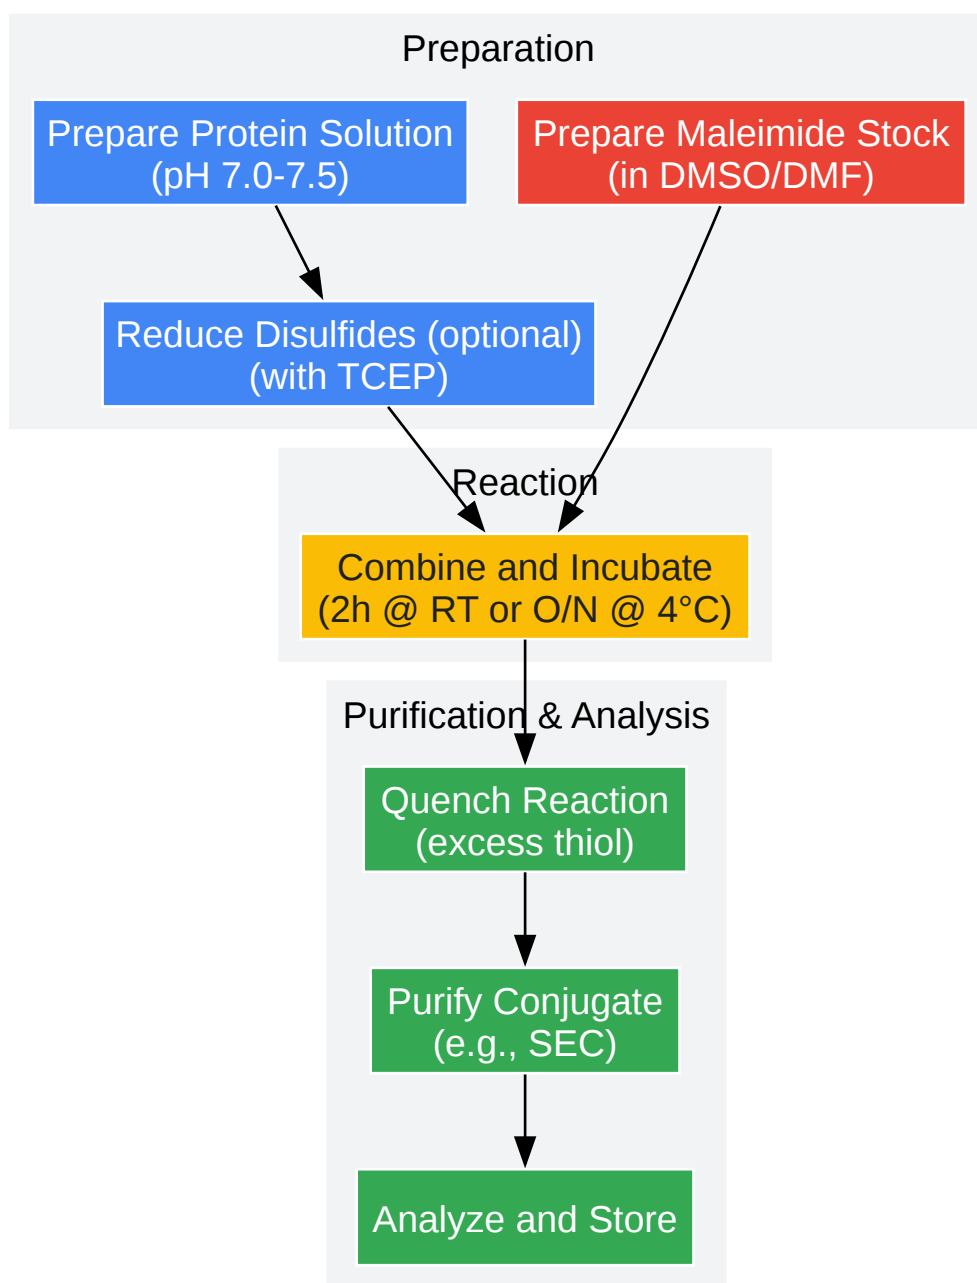 Preparation
Prepare Protein Solution
(pH 7.0-7.5)
Prepare Maleimide Stock
(in DMSO/DMF)
Reduce Disulfides (optional)
(with TCEP)
Reaction
Combine and Incubate
(2h @ RT or O/N @ 4°C)
Purification & Analysis
Quench Reaction
(excess thiol)
Purify Conjugate
(e.g., SEC)
Analyze and Store